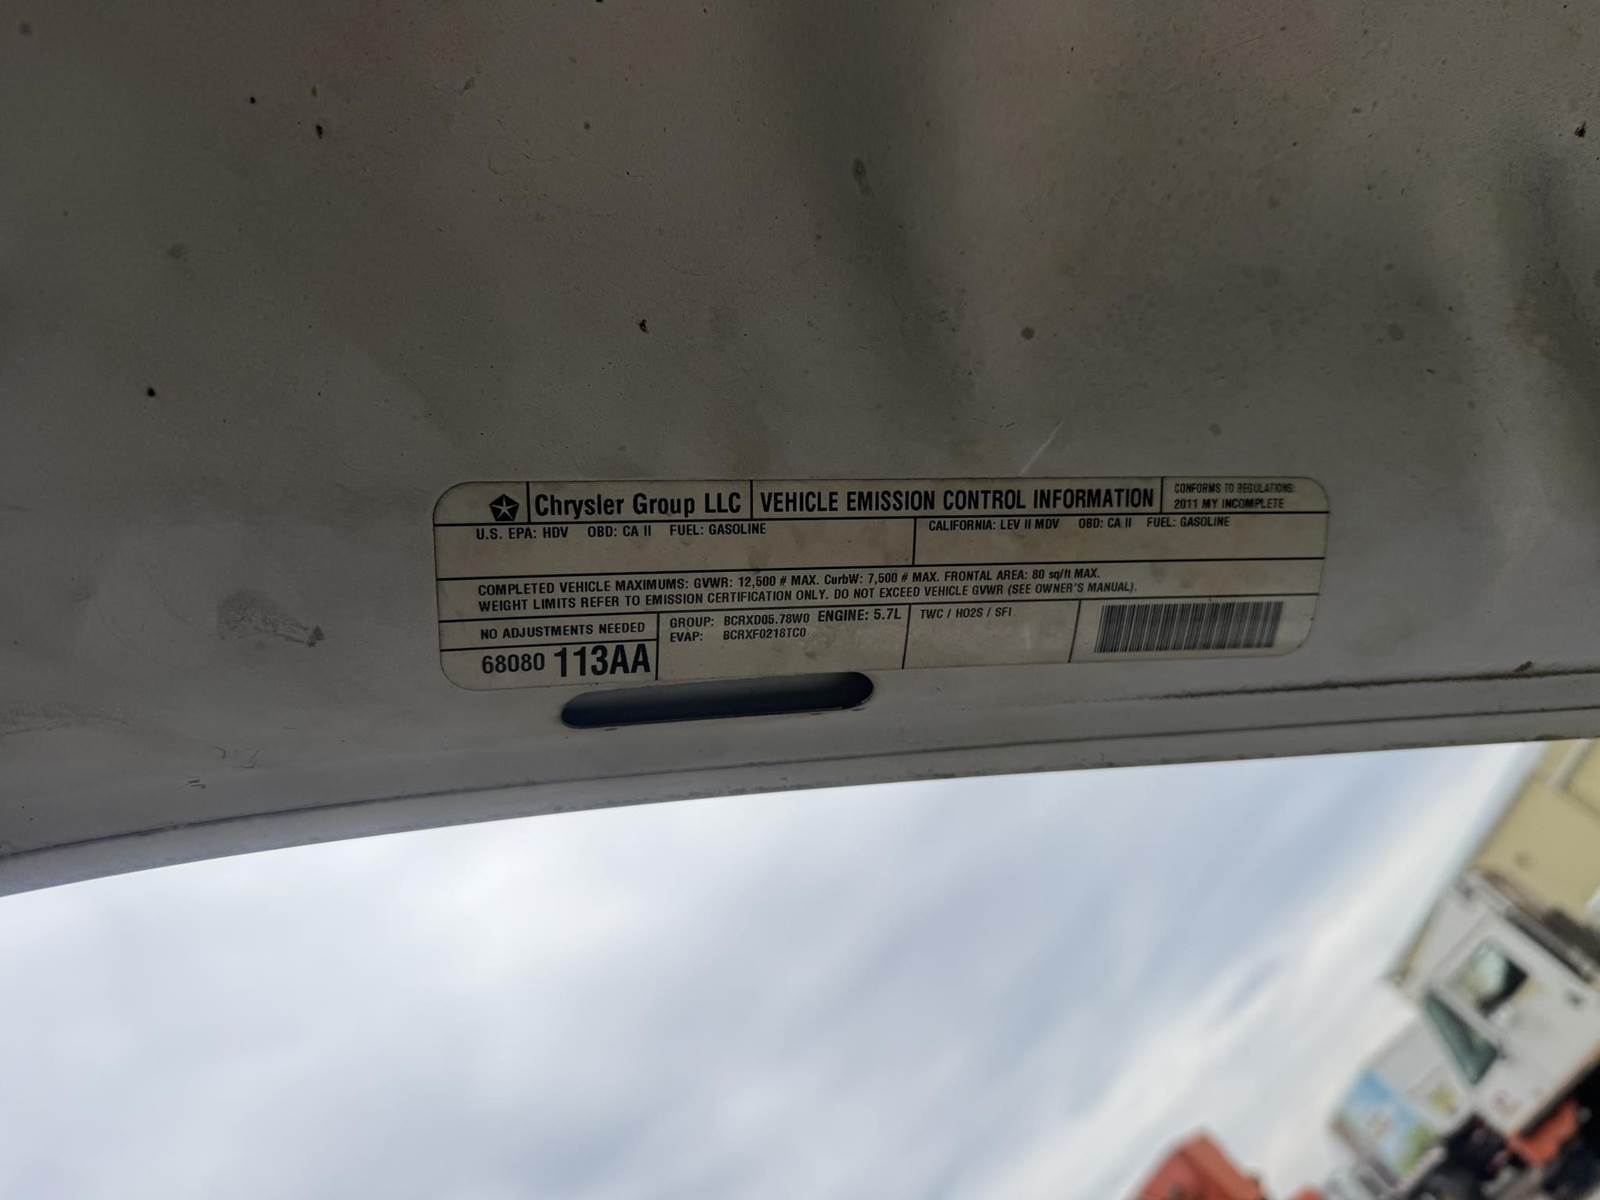 Chrysler Group LLC VEHICLE EMISSION CONTROL INFORMATION CONFORMS TO REGULATIONS:
2011 MY INCOMPLETE
U.S. EPA: HDV OBD: CA II FUEL: GASOLINE CALIFORNIA: LEV II MDV OBD: CA II FUEL: GASOLINE
COMPLETED VEHICLE MAXIMUMS: GVWR: 12,500 # MAX. CurbW: 7,500 # MAX. FRONTAL AREA: 80 sq/ft MAX.
WEIGHT LIMITS REFER TO EMISSION CERTIFICATION ONLY. DO NOT EXCEED VEHICLE GVWR (SEE OWNER'S MANUAL).
NO ADJUSTMENTS NEEDED
68080 113AA
GROUP: BCRXD05.78W0 ENGINE: 5.7L
EVAP: BCRXF0218TC0
TWC / HO2S / SFI